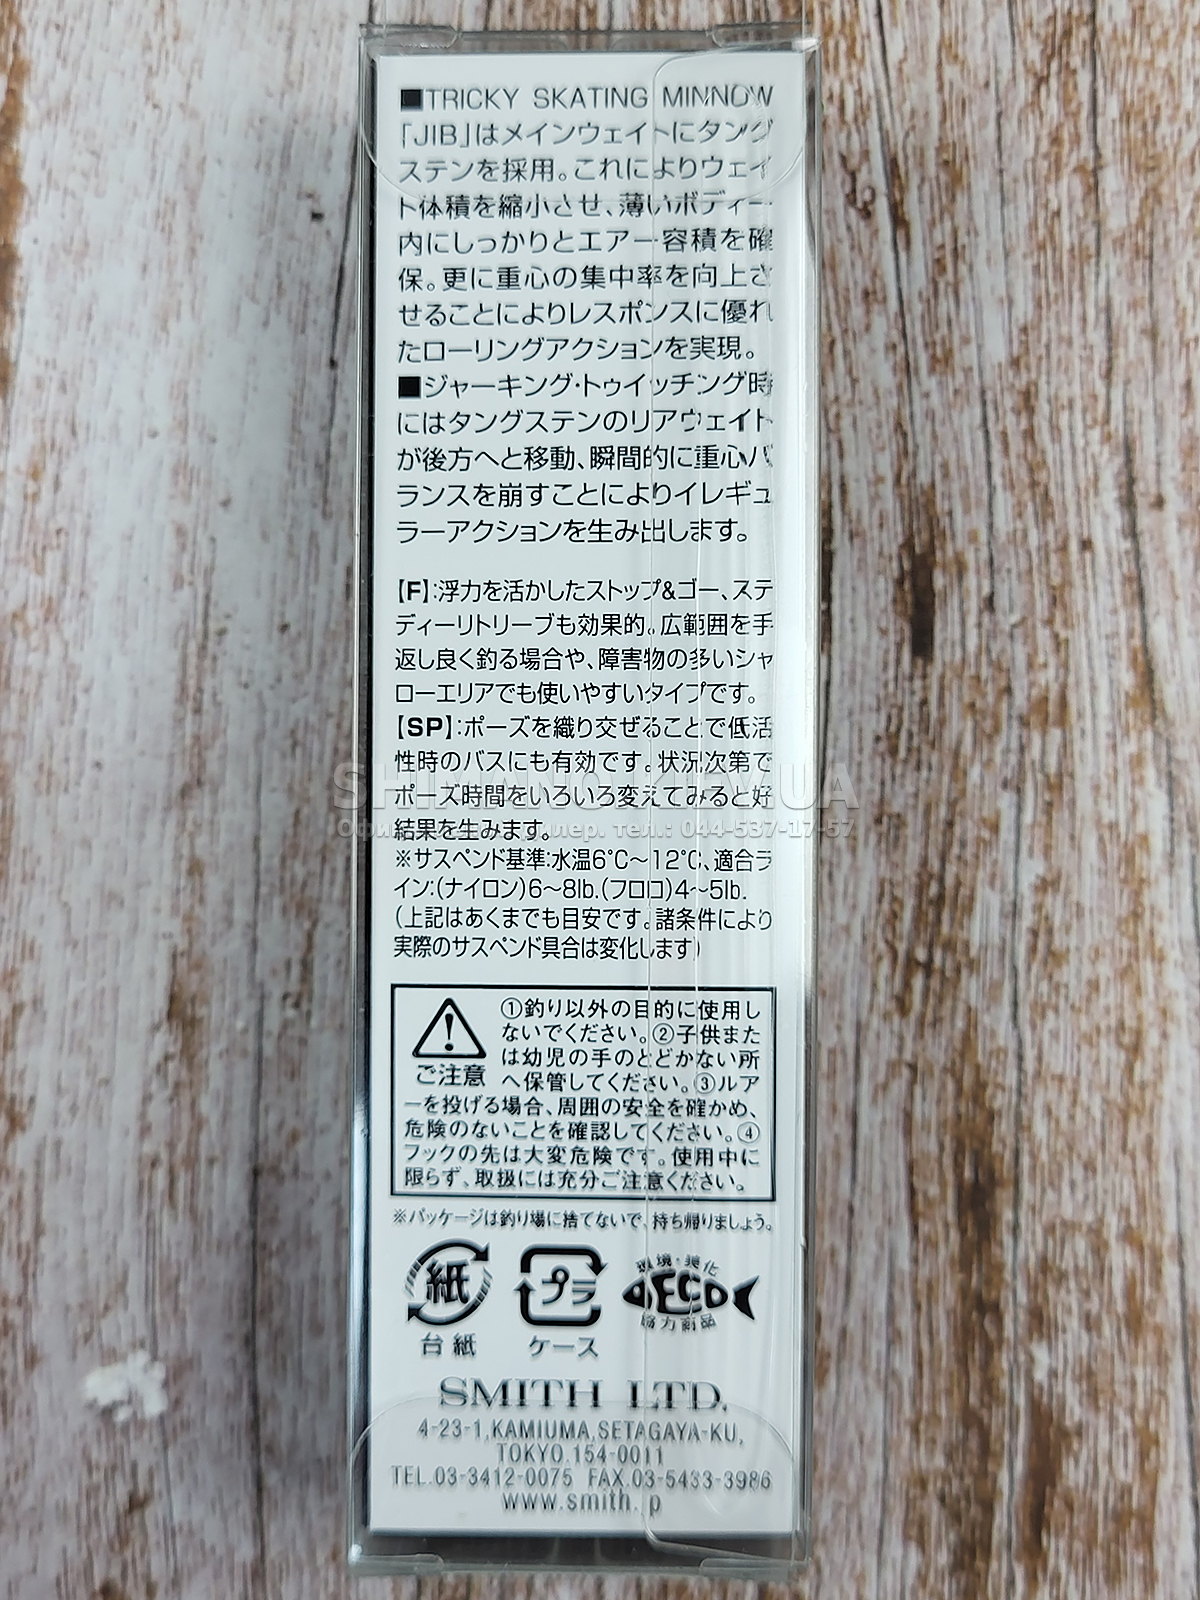 ■TRICKY SKATING MINNOW
「JIB」はメインウェイトにタング
ステンを採用。これによりウェイ
ト体積を縮小させ、薄いボディー
内にしっかりとエアー容積を確
保。更に重心の集中率を向上さ
せることによりレスポンスに優れ
たローリングアクションを実現。
■ジャーキング・トゥイッチング時
にはタングステンのリアウェイト
が後方へと移動、瞬間的に重心バ
ランスを崩すことによりイレギュ
ラーアクションを生み出します。
【F】:浮力を活かしたストップ&ゴー、ステ
ディーリトリーブも効果的。広範囲を手
返し良く釣る場合や、障害物の多いシャ
ローエリアでも使いやすいタイプです。
【SP】:ポーズを織り交ぜることで低活
性時のバスにも有効です。状況次第で
SHIMANO.KIEV.UA
ポーズ時間をいろいろ変えてみると好
結果を生みます。
тел.: 044-537-17-57
※サスペンド基準:水温6°C〜12°C、適合ラ
イン:(ナイロン)6〜8lb.(フロロ)4〜5lb.
(上記はあくまでも目安です。諸条件により
実際のサスペンド具合は変化します)
ご注意
①釣り以外の目的に使用し
ないでください。②子供また
は幼児の手のとどかない所
へ保管してください。③ルア
ーを投げる場合、周囲の安全を確かめ、
危険のないことを確認してください。④
フックの先は大変危険です。使用中に
限らず、取扱には充分ご注意ください。
※パッケージは釣り場に捨てないで、持ち帰りましょう。
紙
台紙
プラ
ケース
環境・美化
ECO
協力商品
SMITH LTD.
4-23-1,KAMIUMA,SETAGAYA-KU,
TOKYO.154-0011
TEL.03-3412-0075 FAX.03-5433-3986
www.smith.jp